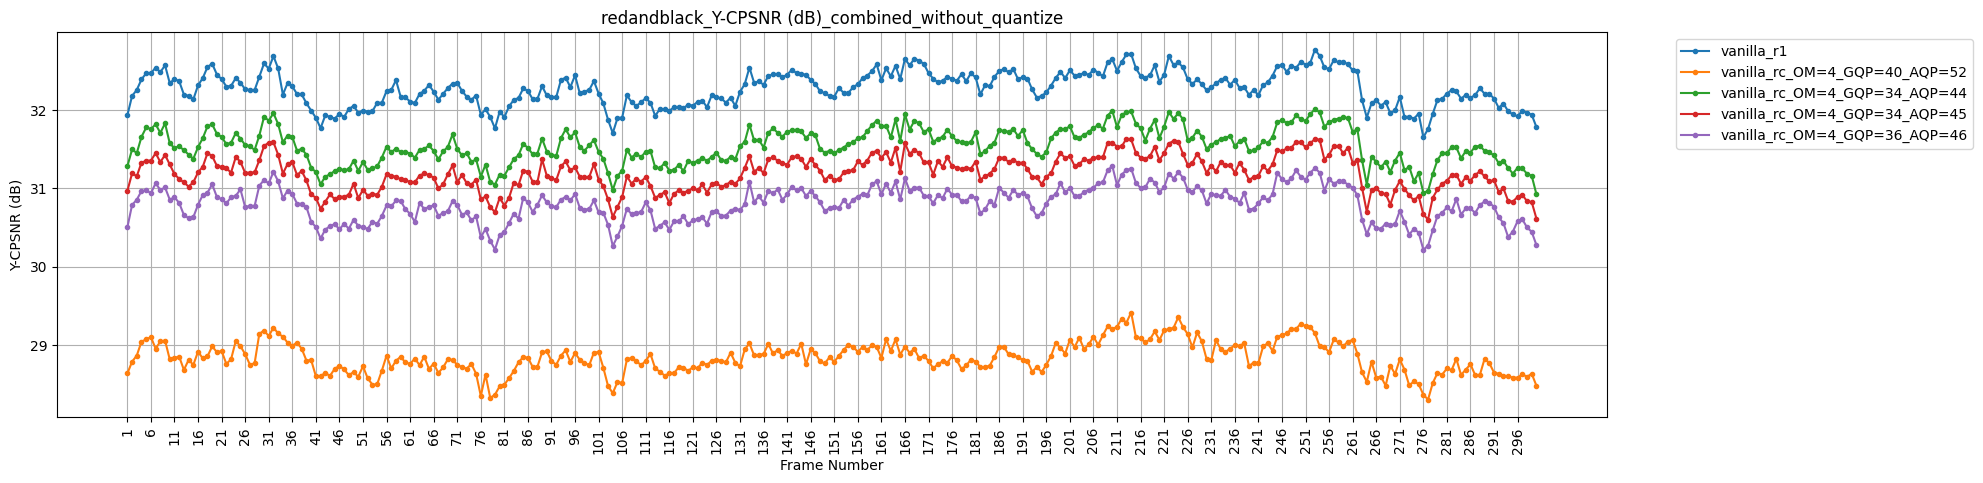 redandblack_Y-CPSNR (dB)_combined_without_quantize
Y-CPSNR (dB)
32
31
30
29
1 6 11 16 21 26 31 36 41 46 51 56 61 66 71 76 81 86 91 96 101 106 111 116 121 126 131 136 141 146 151 156 161 166 171 176 181 186 191 196 201 206 211 216 221 226 231 236 241 246 251 256 261 266 271 276 281 286 291 296
Frame Number
vanilla_r1
vanilla_rc_OM=4_GQP=40_AQP=52
vanilla_rc_OM=4_GQP=34_AQP=44
vanilla_rc_OM=4_GQP=34_AQP=45
vanilla_rc_OM=4_GQP=36_AQP=46